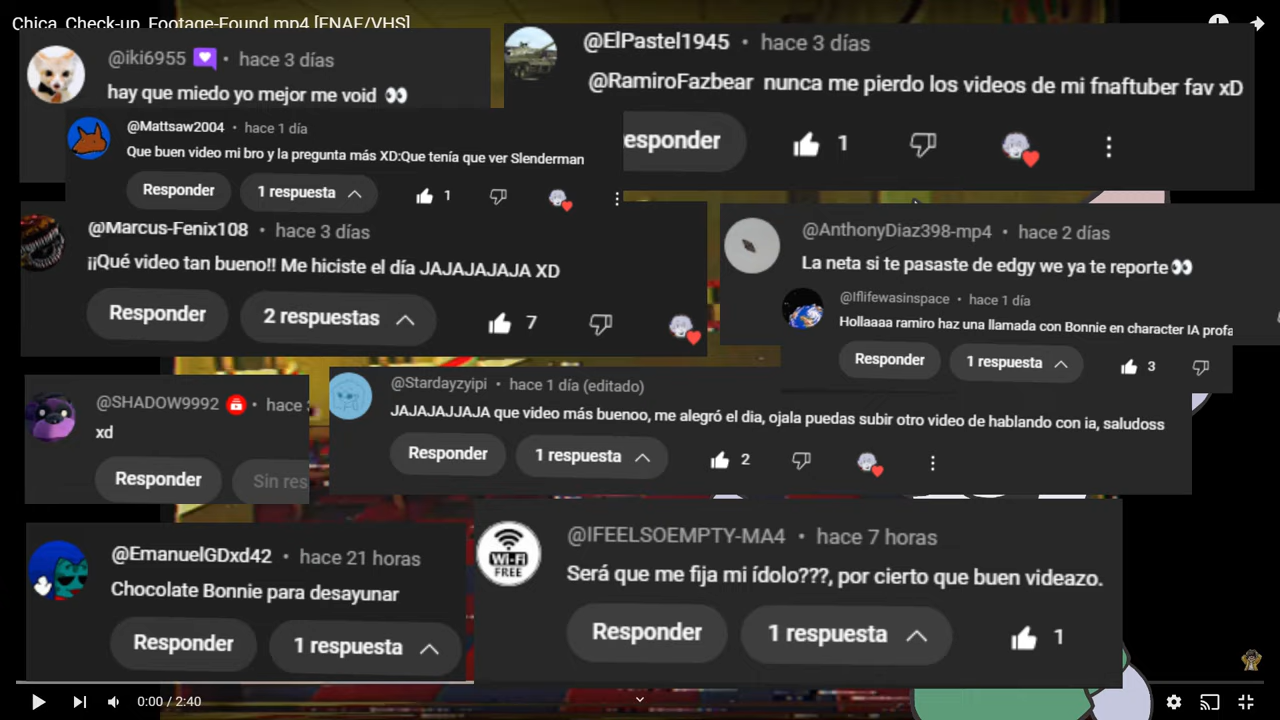 Chica_Check-up_Footage-Found.mp4 [FNAF/VHS]
@iki6955 • hace 3 días
hay que miedo yo mejor me void 👀
@ElPastel1945 • hace 3 días
@RamiroFazbear nunca me pierdo los videos de mi fnaftuber fav xD
esponder 1
@Mattsaw2004 • hace 1 día
Que buen video mi bro y la pregunta más XD:Que tenía que ver Slenderman
Responder 1 respuesta 1
@Marcus-Fenix108 • hace 3 días
¡¡Qué video tan bueno!! Me hiciste el día JAJAJAJAJA XD
Responder 2 respuestas 7
@AnthonyDiaz398-mp4 • hace 2 días
La neta si te pasaste de edgy we ya te reporte👀
@Iflifewasinspace • hace 1 día
Hollaaaa ramiro haz una llamada con Bonnie en character IA profa
Responder 1 respuesta 3
@SHADOW9992 • hace
xd
Responder Sin res
@Stardayzyipi • hace 1 día (editado)
JAJAJAJJAJA que video más buenoo, me alegró el dia, ojala puedas subir otro video de hablando con ia, saludoss
Responder 1 respuesta 2
@EmanuelGDxd42 • hace 21 horas
Chocolate Bonnie para desayunar
Responder 1 respuesta
Wi-Fi
FREE
@IFEELSOEMPTY-MA4 • hace 7 horas
Será que me fija mi ídolo???, por cierto que buen videazo.
Responder 1 respuesta 1
0:00 / 2:40